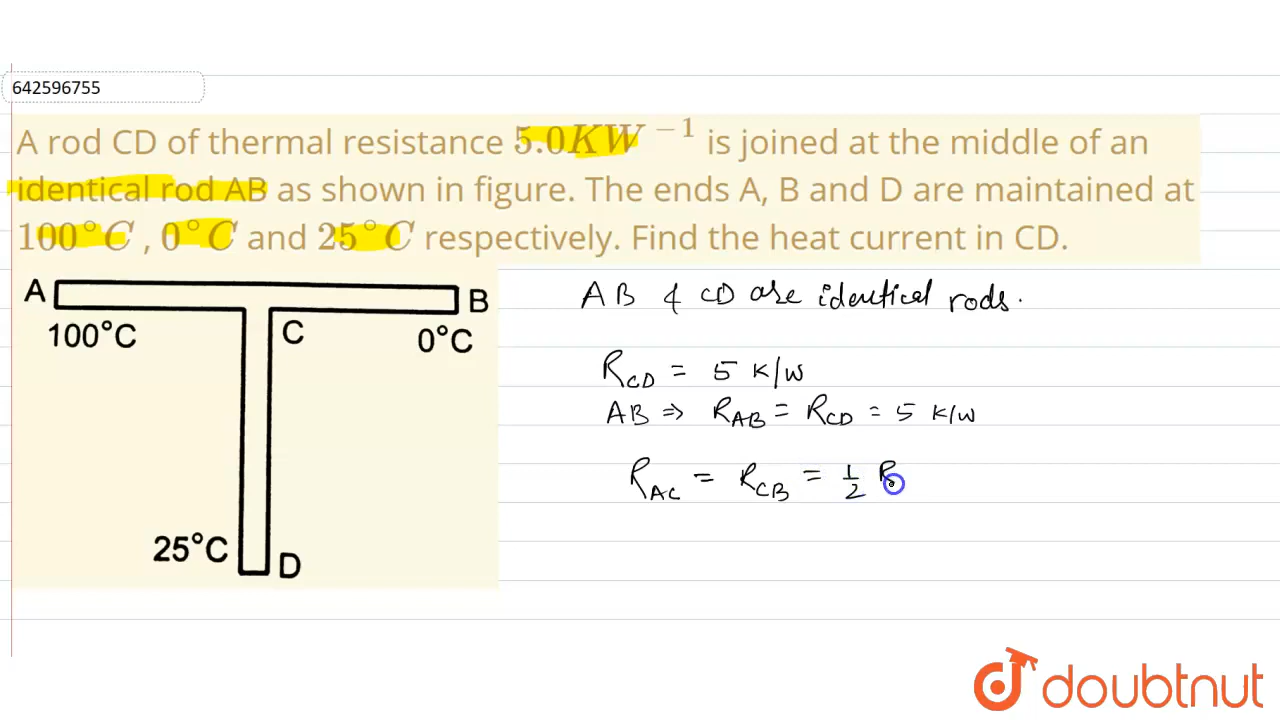 642596755
A rod CD of thermal resistance 5.0KW⁻¹ is joined at the middle of an
identical rod AB as shown in figure. The ends A, B and D are maintained at
100°C , 0°C and 25°C respectively. Find the heat current in CD.
A
B
100°C
C
0°C
25°C
D
AB & CD are identical rods.
R_CD = 5 K/W
AB ⇒ R_AB = R_CD = 5 K/W
R_AC = R_CB = 1/2 R
doubtnut